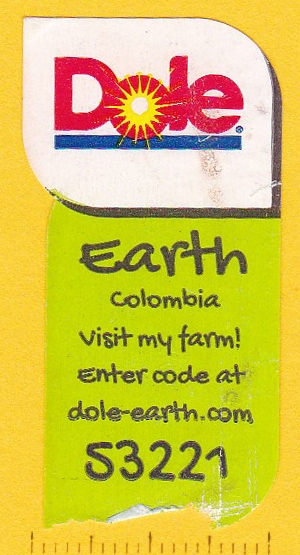 Dole®
Earth
Colombia
visit my farm!
Enter code at
dole-earth.com
53221